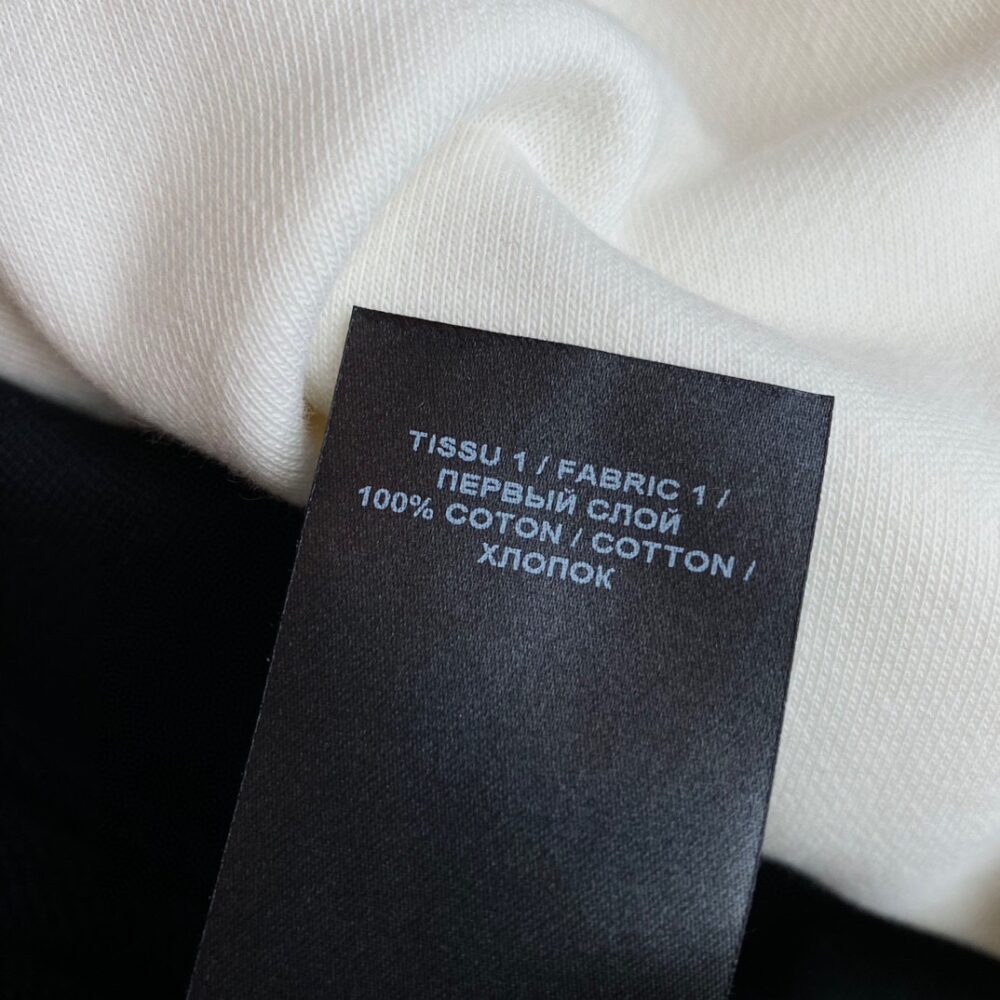 TISSU 1 / FABRIC 1 /
ПЕРВЫЙ СЛОЙ
100% COTON / COTTON /
ХЛОПОК